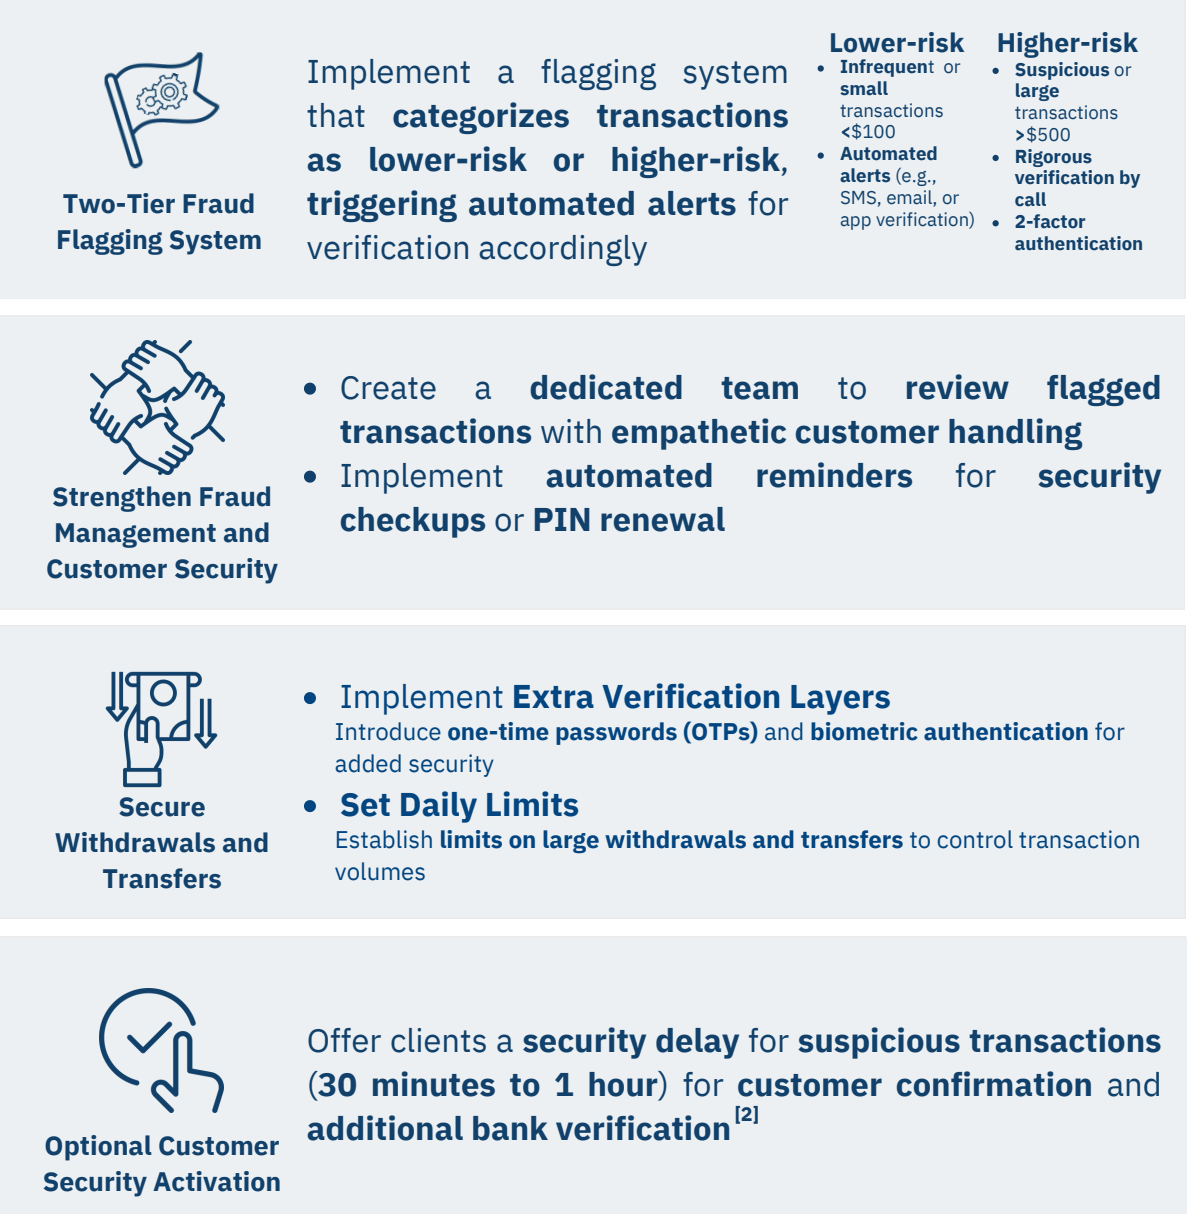 Two-Tier Fraud
Flagging System
Implement a flagging system
that categorizes transactions
as lower-risk or higher-risk,
triggering automated alerts for
verification accordingly
Lower-risk
• Infrequent or
small
transactions
<$100
• Automated
alerts (e.g.,
SMS, email, or
app verification)
Higher-risk
• Suspicious or
large
transactions
>$500
• Rigorous
verification by
call
• 2-factor
authentication
Strengthen Fraud
Management and
Customer Security
• Create a dedicated team to review flagged
transactions with empathetic customer handling
• Implement automated reminders for security
checkups or PIN renewal
Secure
Withdrawals and
Transfers
• Implement Extra Verification Layers
Introduce one-time passwords (OTPs) and biometric authentication for
added security
• Set Daily Limits
Establish limits on large withdrawals and transfers to control transaction
volumes
Optional Customer
Security Activation
Offer clients a security delay for suspicious transactions
(30 minutes to 1 hour) for customer confirmation and
additional bank verification[2]